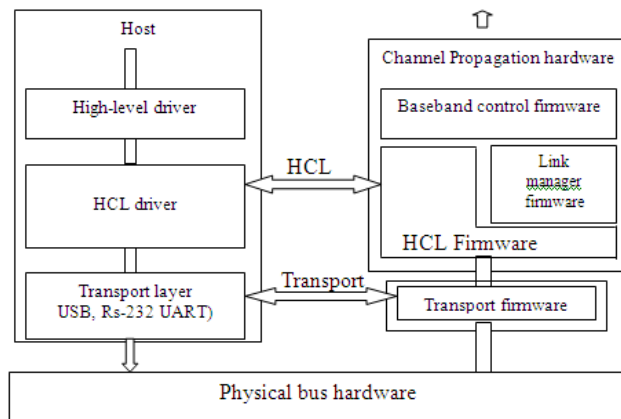 Host
High-level driver
HCL driver
Transport layer
USB, Rs-232 UART)
HCL
Transport
Channel Propagation hardware
Baseband control firmware
Link
manager
firmware
HCL Firmware
Transport firmware
Physical bus hardware